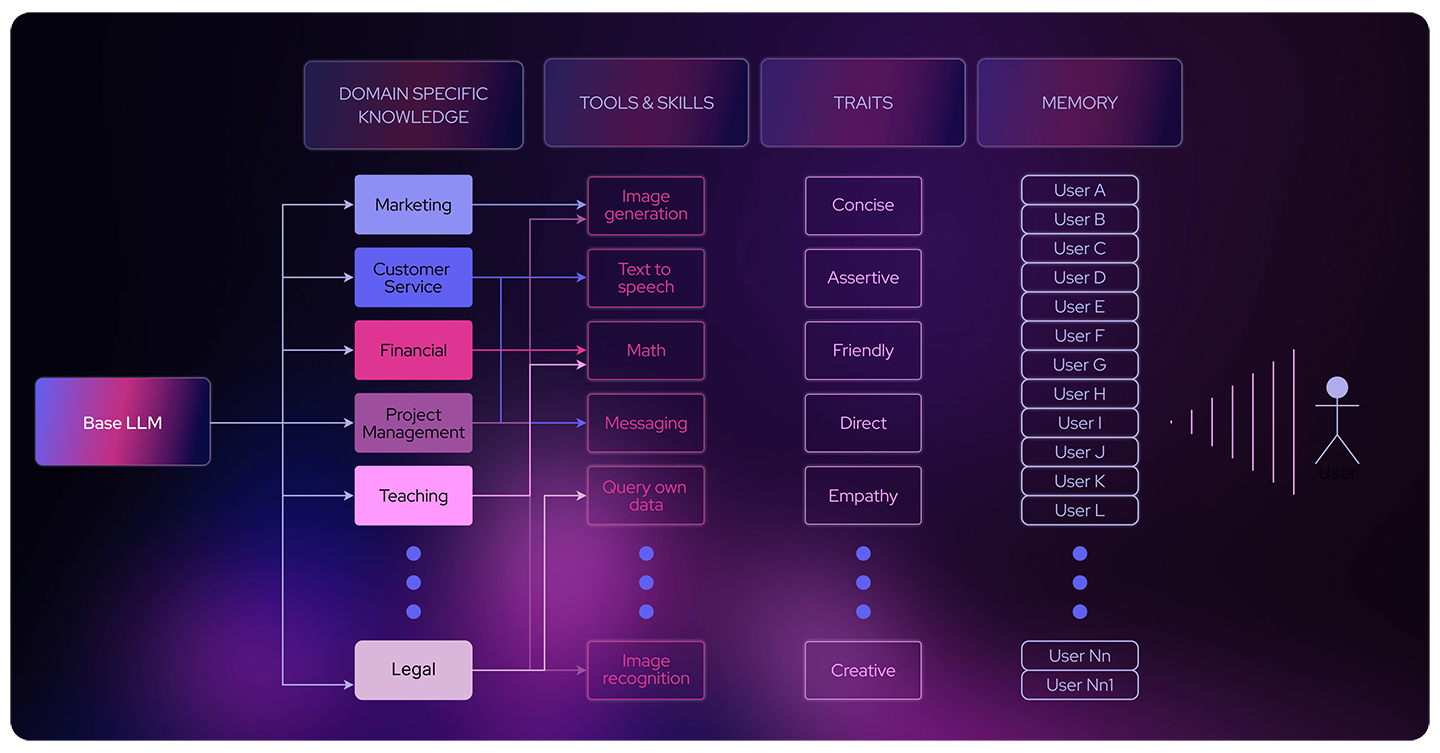 DOMAIN SPECIFIC
KNOWLEDGE
TOOLS & SKILLS
TRAITS
MEMORY
Base LLM
Marketing
Customer
Service
Financial
Project
Management
Teaching
Legal
Image
generation
Text to
speech
Math
Messaging
Query own
data
Image
recognition
Concise
Assertive
Friendly
Direct
Empathy
Creative
User A
User B
User C
User D
User E
User F
User G
User H
User I
User J
User K
User L
User Nn
User Nn1
User